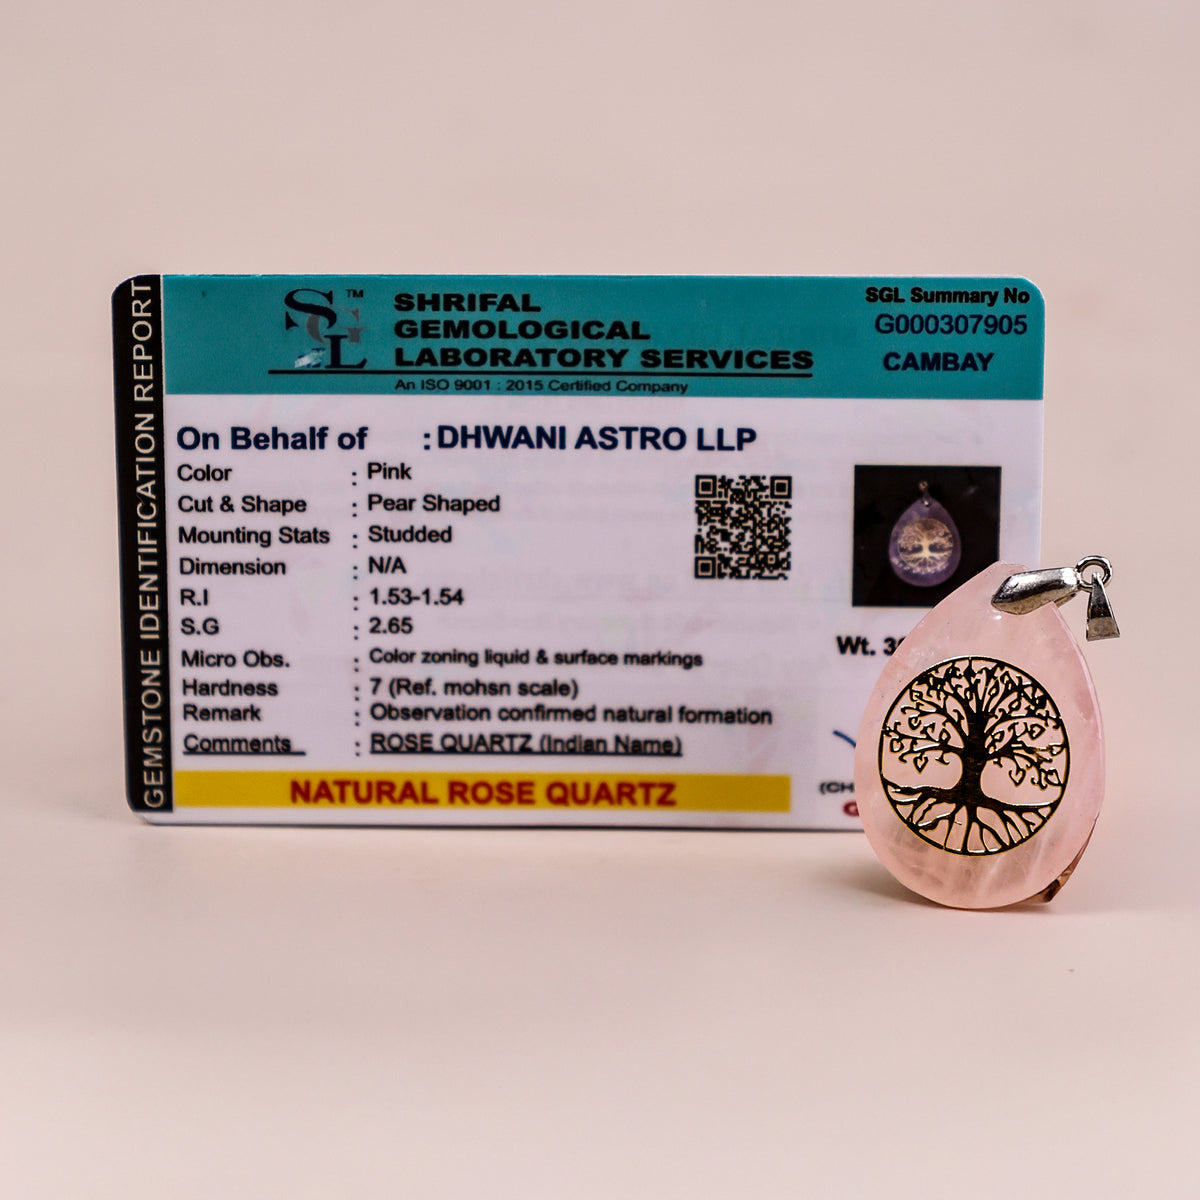 GEMSTONE IDENTIFICATION REPORT
SGL ™
SHRIFAL
GEMOLOGICAL
LABORATORY SERVICES
An ISO 9001 : 2015 Certified Company
SGL Summary No
G000307905
CAMBAY
On Behalf of : DHWANI ASTRO LLP
Color : Pink
Cut & Shape : Pear Shaped
Mounting Stats : Studded
Dimension : N/A
R.I : 1.53-1.54
S.G : 2.65
Micro Obs. : Color zoning liquid & surface markings
Hardness : 7 (Ref. mohsn scale)
Remark : Observation confirmed natural formation
Comments : ROSE QUARTZ (Indian Name)
NATURAL ROSE QUARTZ
Wt.